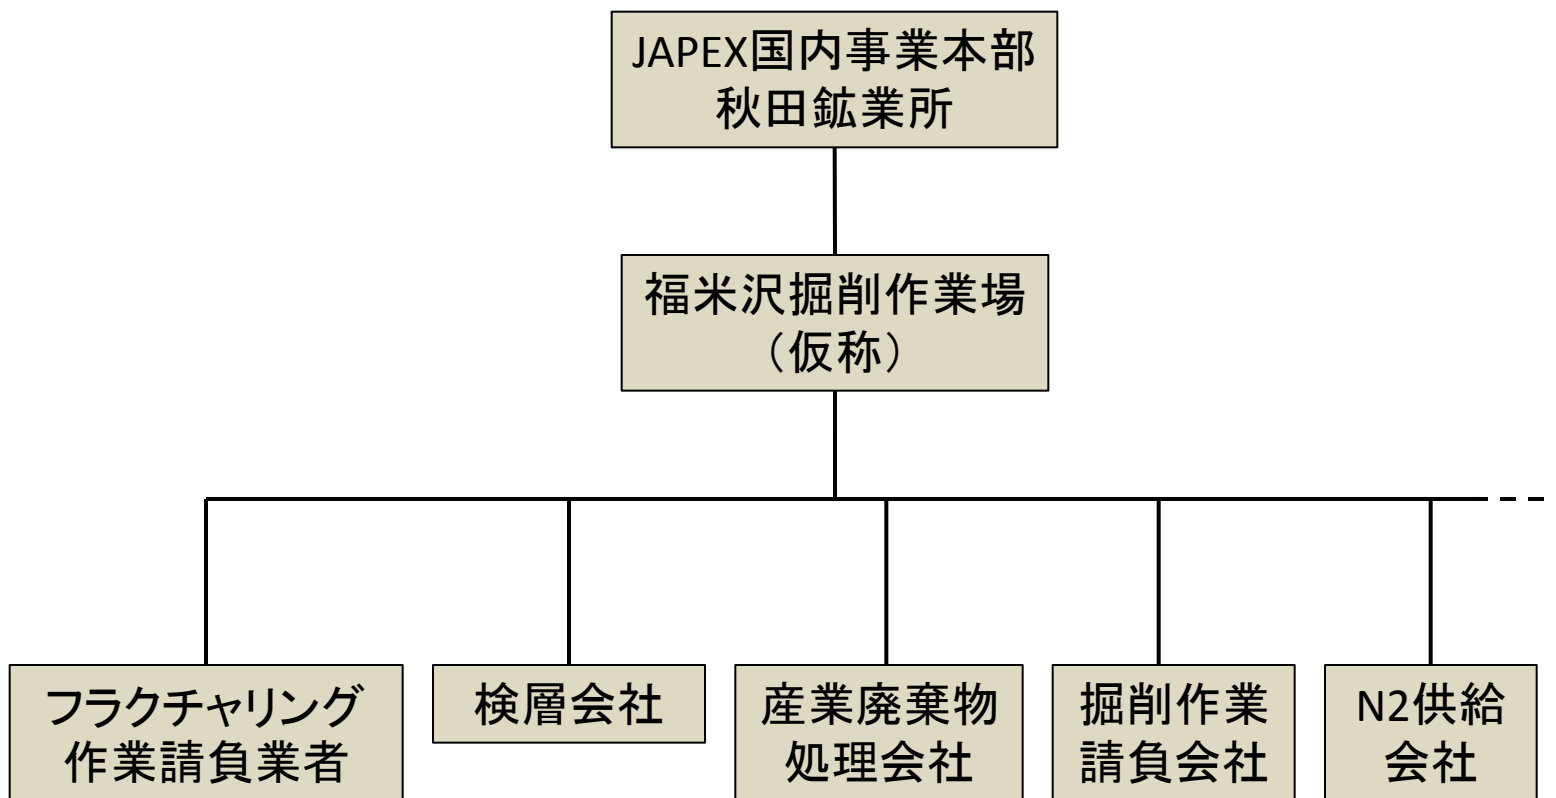 JAPEX国内事業本部
秋田鉱業所
福米沢掘削作業場
（仮称）
フラクチャリング
作業請負業者
検層会社
産業廃棄物
処理会社
掘削作業
請負会社
N2供給
会社